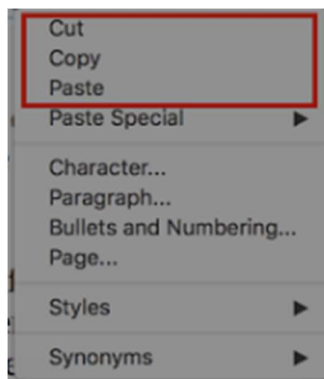 Cut
Copy
Paste
Paste Special
Character...
Paragraph...
Bullets and Numbering...
Page...
Styles
Synonyms